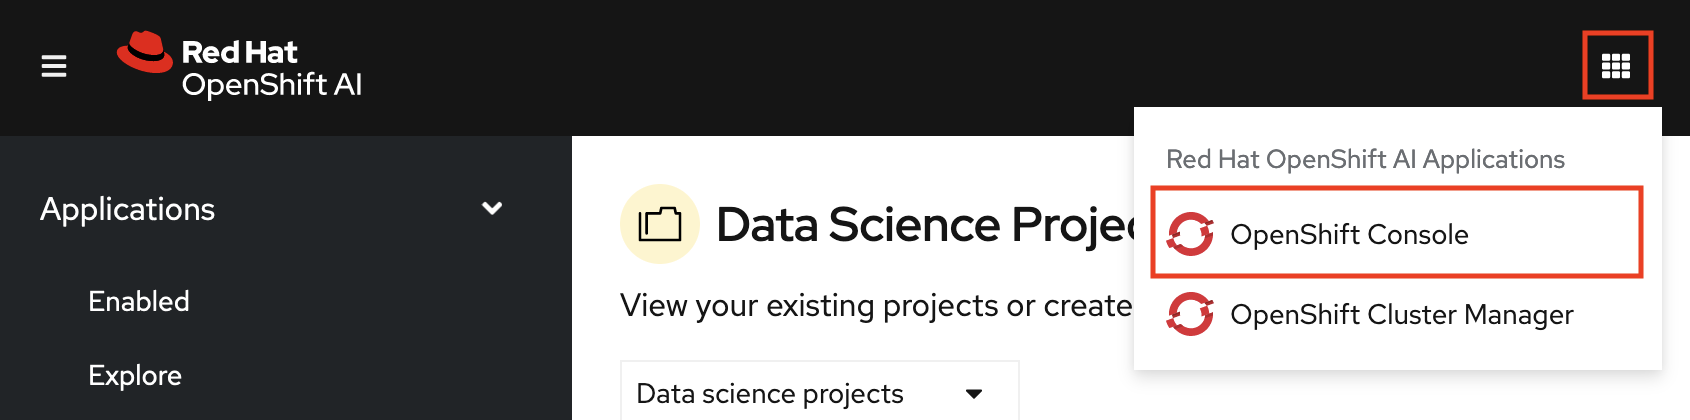 Red Hat
OpenShift AI
Red Hat OpenShift AI Applications
OpenShift Console
OpenShift Cluster Manager
Applications
Enabled
Explore
Data Science Projec
View your existing projects or create
Data science projects